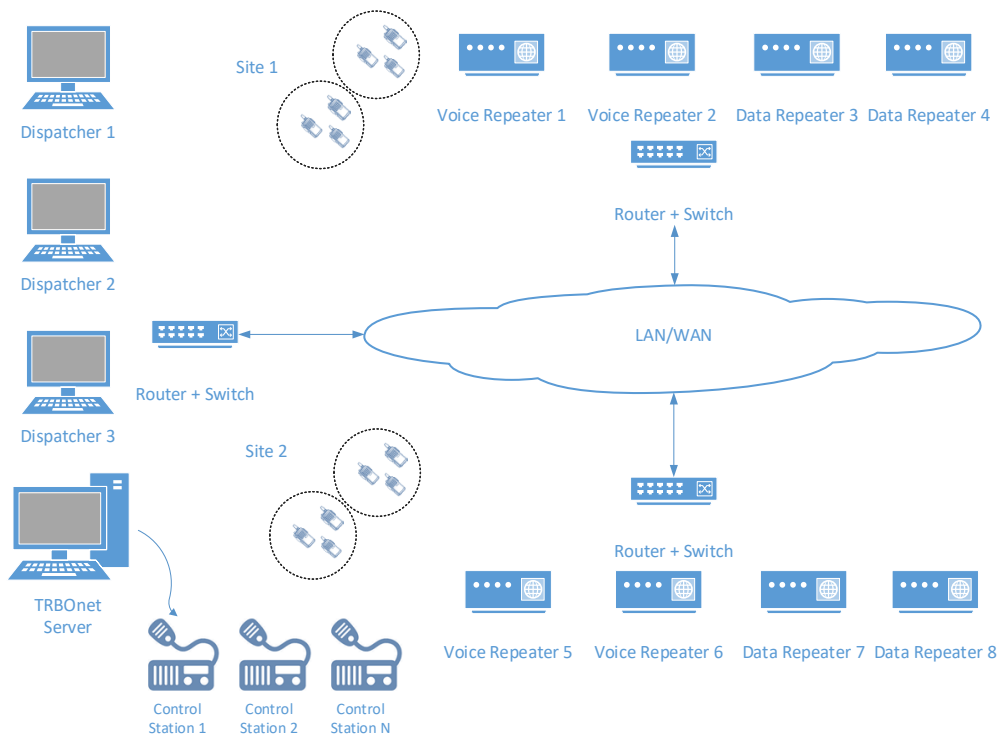 Site 1
Dispatcher 1
Voice Repeater 1
Voice Repeater 2
Data Repeater 3
Data Repeater 4
Router + Switch
Dispatcher 2
LAN/WAN
Router + Switch
Dispatcher 3
Site 2
Router + Switch
TRBOnet
Server
Voice Repeater 5
Voice Repeater 6
Data Repeater 7
Data Repeater 8
Control
Station 1
Control
Station 2
Control
Station N